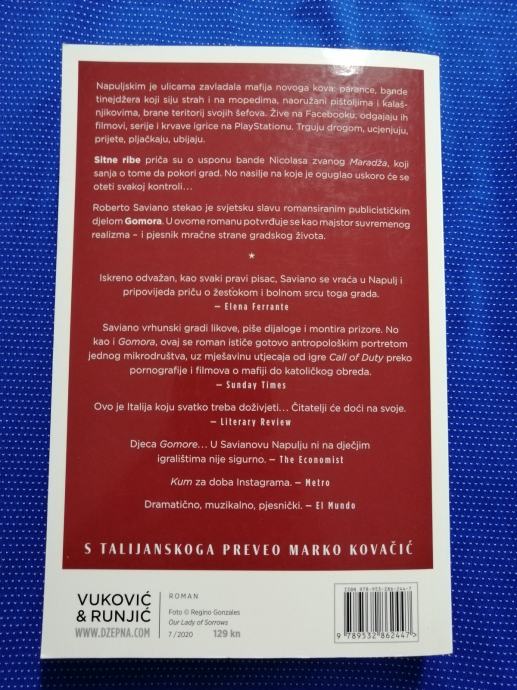 Napuljskim je ulicama zavladala mafija novoga kova: parance, bande
tinejdžera koji siju strah i na mopedima, naoružani pištoljima i kalaš-
njikovima, brane teritorij svojih šefova. Žive na Facebooku, odgajaju ih
filmovi, serije i krvave igrice na PlayStationu. Trguju drogom, ucjenjuju,
prijete, pljačkaju, ubijaju.
Sitne ribe priča su o usponu bande Nicolasa zvanog Maradža, koji
sanja o tome da pokori grad. No nasilje na koje je oguglao uskoro će se
oteti svakoj kontroli...
Roberto Saviano stekao je svjetsku slavu romansiranim publicističkim
djelom Gomora. U ovome romanu potvrđuje se kao majstor suvremenog
realizma – i pjesnik mračne strane gradskog života.
*
Iskreno odvažan, kao svaki pravi pisac, Saviano se vraća u Napulj i
pripovijeda priču o žestokom i bolnom srcu toga grada.
— Elena Ferrante
Saviano vrhunski gradi likove, piše dijaloge i montira prizore. No
kao i Gomora, ovaj se roman ističe gotovo antropološkim portretom
jednog mikrodruštva, uz mješavinu utjecaja od igre Call of Duty preko
pornografije i filmova o mafiji do katoličkog obreda.
— Sunday Times
Ovo je Italija koju svatko treba doživjeti... Čitatelji će doći na svoje.
— Literary Review
Djeca Gomore... U Savianovu Napulju ni na dječjim
igralištima nije sigurno. — The Economist
Kum za doba Instagrama. — Metro
Dramatično, muzikalno, pjesnički. — El Mundo
S TALIJANSKOGA PREVEO MARKO KOVAČIĆ
VUKOVIĆ
& RUNJIĆ
WWW.DZEPNA.COM
ROMAN
Foto © Regino Gonzales
Our Lady of Sorrows
7 / 2020 129 kn
ISBN 978-953-286-244-7
9 789532 862447 >